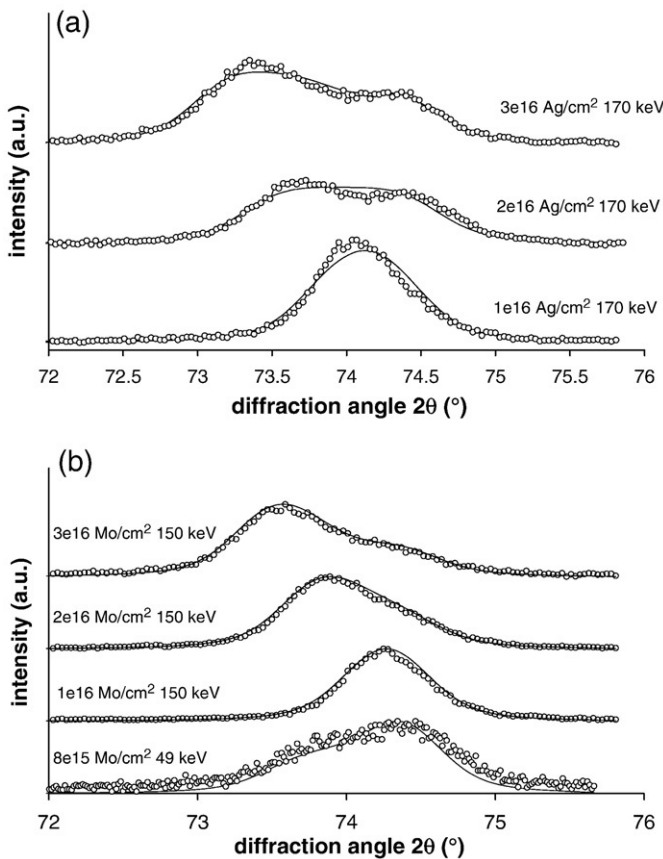 (a)
intensity (a.u.)
3e16 Ag/cm² 170 keV
2e16 Ag/cm² 170 keV
1e16 Ag/cm² 170 keV
72 72.5 73 73.5 74 74.5 75 75.5 76
diffraction angle 2θ (°)
(b)
intensity (a.u.)
3e16 Mo/cm² 150 keV
2e16 Mo/cm² 150 keV
1e16 Mo/cm² 150 keV
8e15 Mo/cm² 49 keV
72 73 74 75 76
diffraction angle 2θ (°)